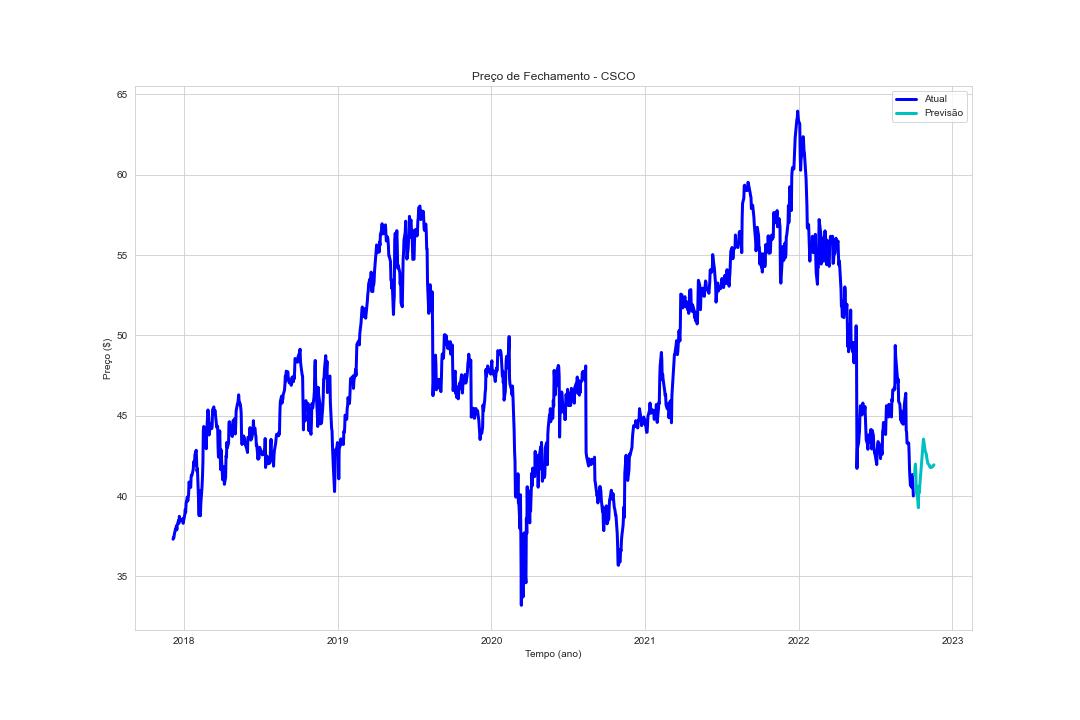 Preço de Fechamento - CSCO
Atual
Previsão
65
60
55
50
45
40
35
Preço ($)
2018 2019 2020 2021 2022 2023
Tempo (ano)